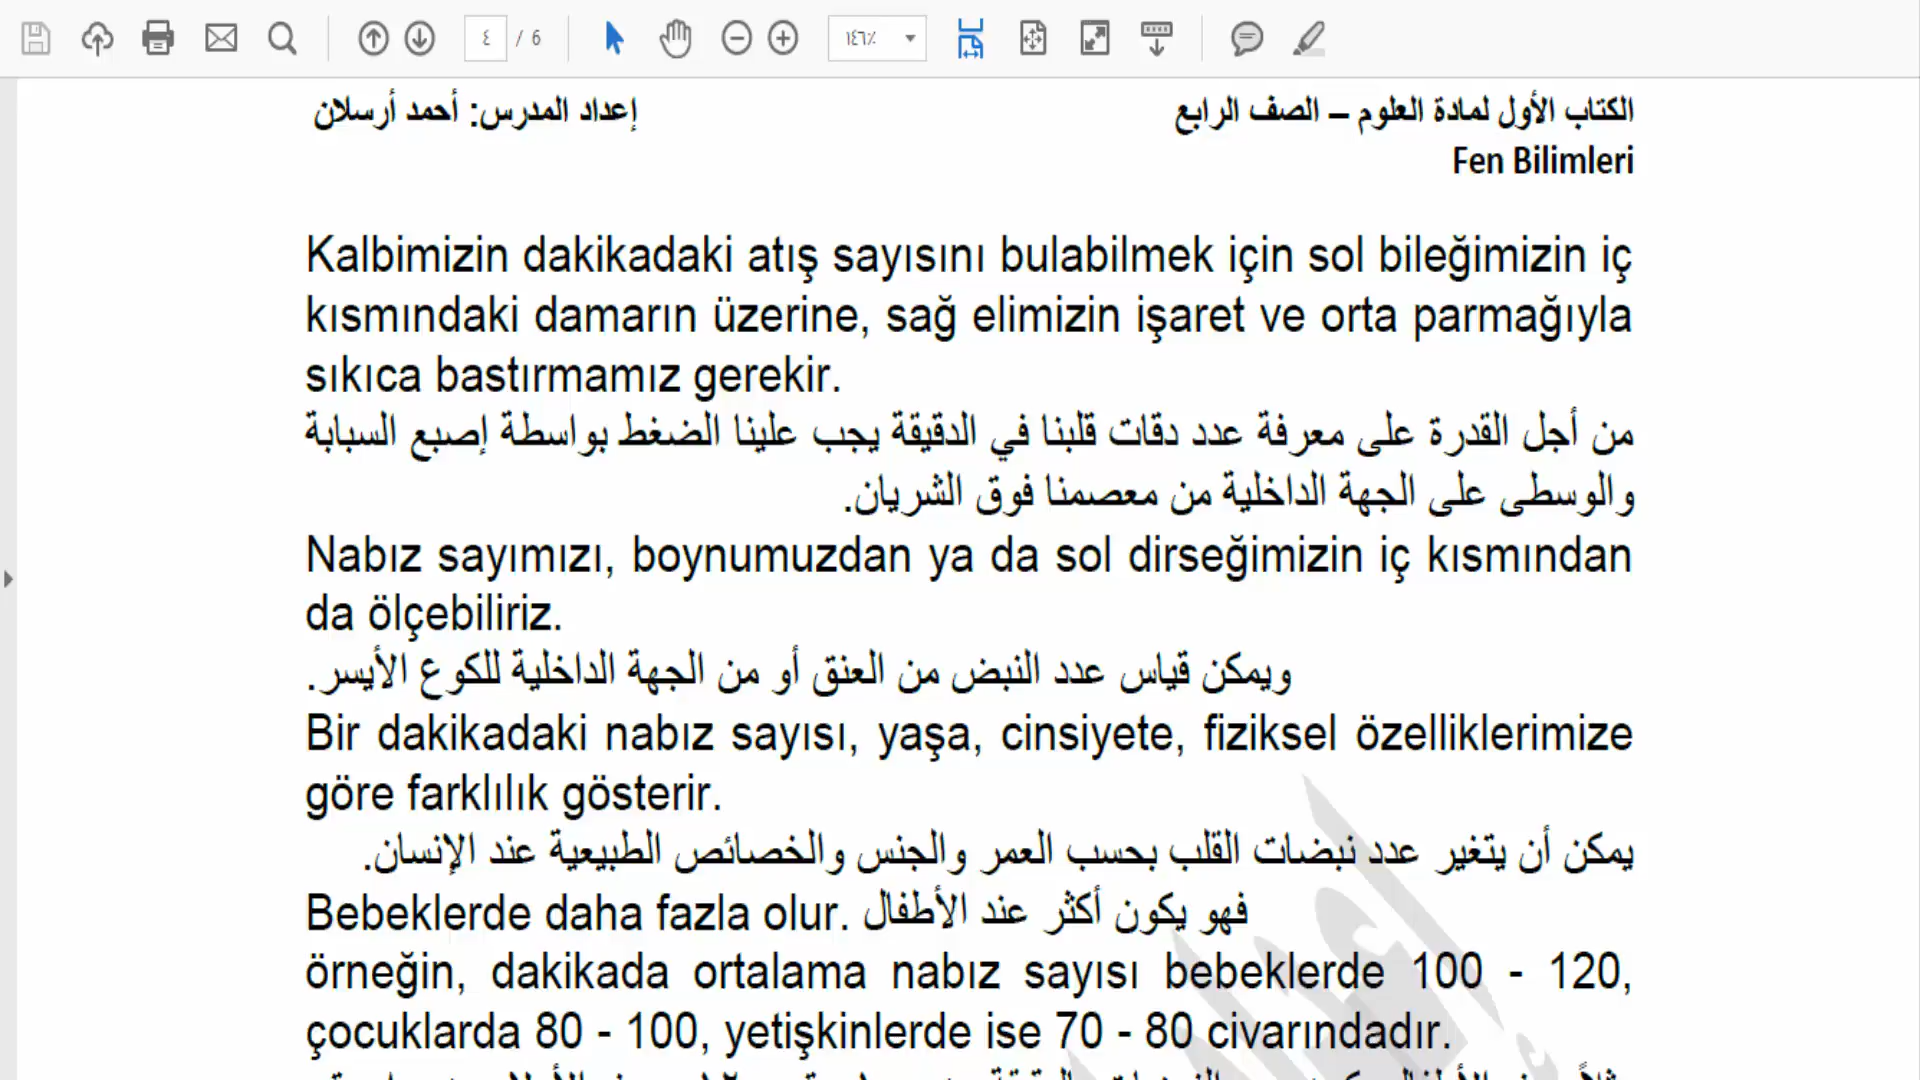 ٤ / 6
١٤٦٪
الكتاب الأول لمادة العلوم – الصف الرابع
إعداد المدرس: أحمد أرسلان
Fen Bilimleri
Kalbimizin dakikadaki atış sayısını bulabilmek için sol bileğimizin iç
kısmındaki damarın üzerine, sağ elimizin işaret ve orta parmağıyla
sıkıca bastırmamız gerekir.
من أجل القدرة على معرفة عدد دقات قلبنا في الدقيقة يجب علينا الضغط بواسطة إصبع السبابة
والوسطى على الجهة الداخلية من معصمنا فوق الشريان.
Nabız sayımızı, boynumuzdan ya da sol dirseğimizin iç kısmından
da ölçebiliriz.
ويمكن قياس عدد النبض من العنق أو من الجهة الداخلية للكوع الأيسر.
Bir dakikadaki nabız sayısı, yaşa, cinsiyete, fiziksel özelliklerimize
göre farklılık gösterir.
يمكن أن يتغير عدد نبضات القلب بحسب العمر والجنس والخصائص الطبيعية عند الإنسان.
Bebeklerde daha fazla olur. فهو يكون أكثر عند الأطفال
örneğin, dakikada ortalama nabız sayısı bebeklerde 100 - 120,
çocuklarda 80 - 100, yetişkinlerde ise 70 - 80 civarındadır.